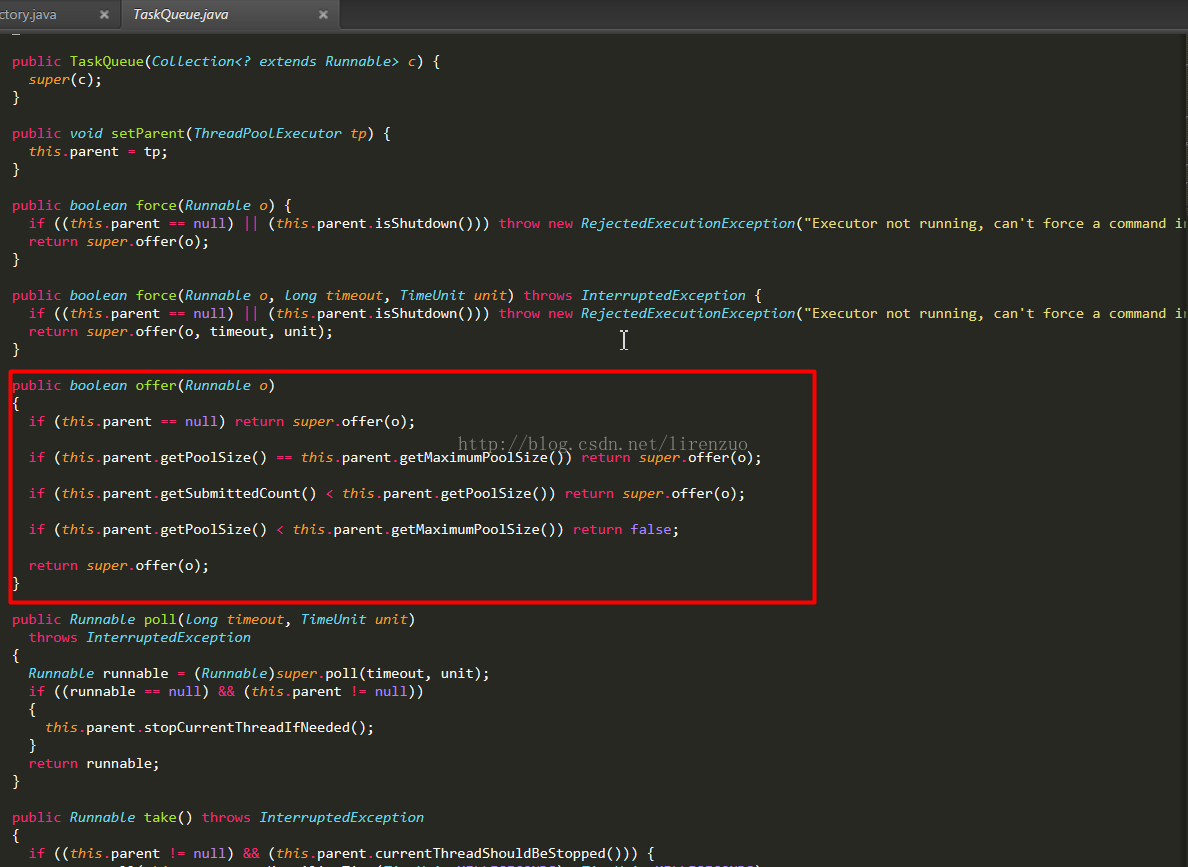 ctory.java × TaskQueue.java ×
public TaskQueue(Collection<? extends Runnable> c) {
super(c);
}
public void setParent(ThreadPoolExecutor tp) {
this.parent = tp;
}
public boolean force(Runnable o) {
if ((this.parent == null) || (this.parent.isShutdown())) throw new RejectedExecutionException("Executor not running, can't force a command i
return super.offer(o);
}
public boolean force(Runnable o, long timeout, TimeUnit unit) throws InterruptedException {
if ((this.parent == null) || (this.parent.isShutdown())) throw new RejectedExecutionException("Executor not running, can't force a command i
return super.offer(o, timeout, unit);
}
public boolean offer(Runnable o)
{
if (this.parent == null) return super.offer(o);
http://blog.csdn.net/lirenzuo
if (this.parent.getPoolSize() == this.parent.getMaximumPoolSize()) return super.offer(o);
if (this.parent.getSubmittedCount() < this.parent.getPoolSize()) return super.offer(o);
if (this.parent.getPoolSize() < this.parent.getMaximumPoolSize()) return false;
return super.offer(o);
}
public Runnable poll(long timeout, TimeUnit unit)
throws InterruptedException
{
Runnable runnable = (Runnable)super.poll(timeout, unit);
if ((runnable == null) && (this.parent != null))
{
this.parent.stopCurrentThreadIfNeeded();
}
return runnable;
}
public Runnable take() throws InterruptedException
{
if ((this.parent != null) && (this.parent.currentThreadShouldBeStopped())) {